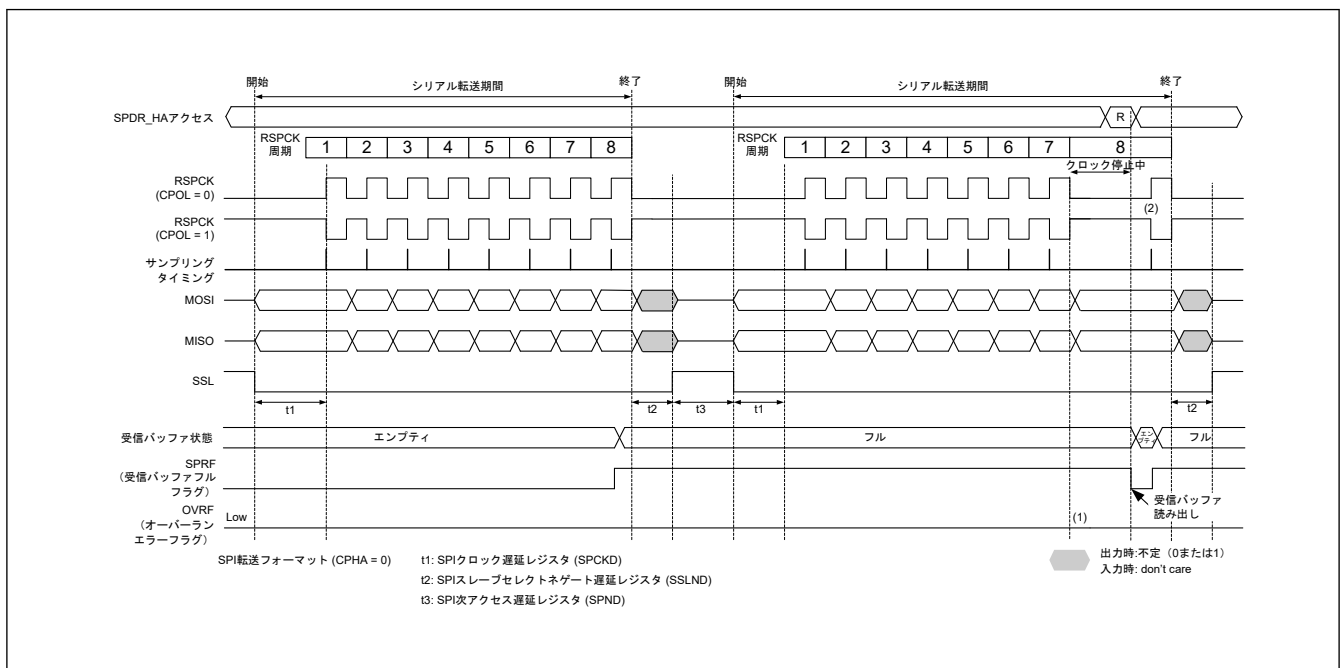 開始
シリアル転送期間
終了
開始
シリアル転送期間
終了
SPDR_HAアクセス
R
RSPCK
周期
1 2 3 4 5 6 7 8
RSPCK
周期
1 2 3 4 5 6 7 8
クロック停止中
RSPCK
(CPOL = 0)
(2)
RSPCK
(CPOL = 1)
サンプリング
タイミング
MOSI
MISO
SSL
t1
t2
t3
t1
t2
受信バッファ状態
エンプティ
フル
エン
プティ
フル
SPRF
(受信バッファフル
フラグ)
受信バッファ
読み出し
OVRF
(オーバーラン
エラーフラグ)
Low
(1)
SPI転送フォーマット (CPHA = 0)
t1: SPIクロック遅延レジスタ (SPCKD)
t2: SPIスレーブセレクトネゲート遅延レジスタ (SSLND)
t3: SPI次アクセス遅延レジスタ (SPND)
出力時:不定（0または1）
入力時: don't care